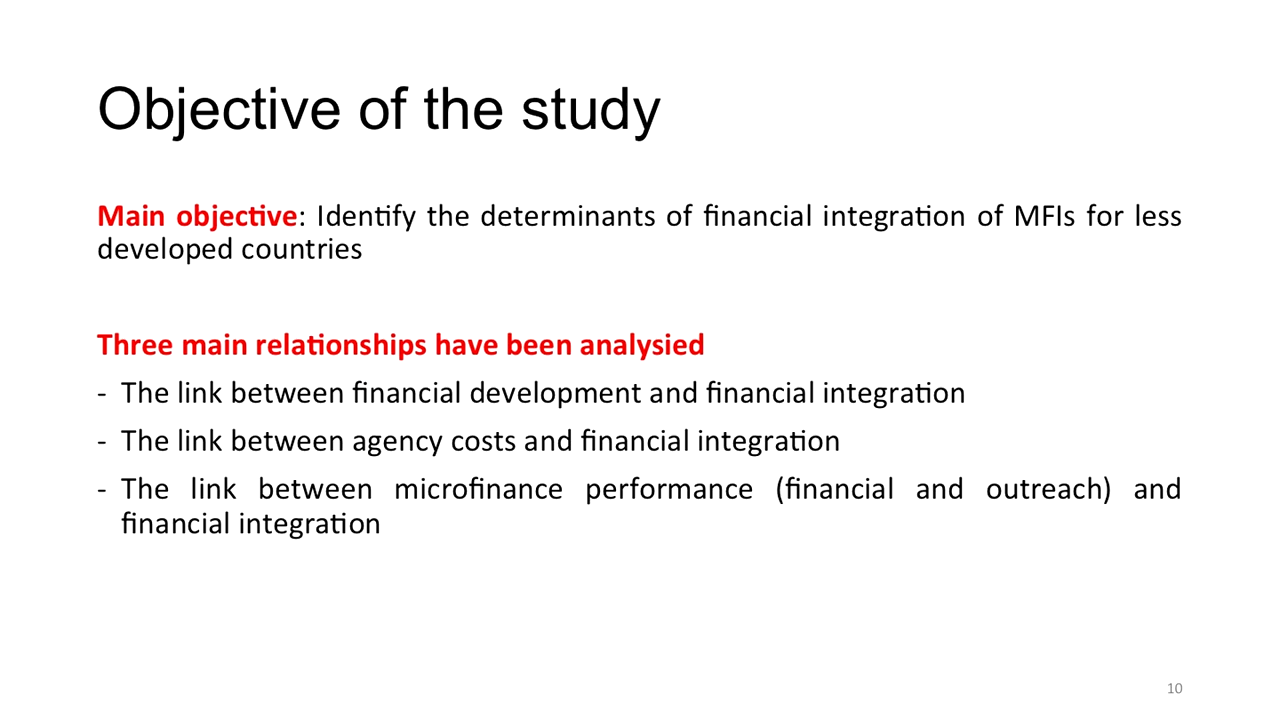 Objective of the study
Main objective: Identify the determinants of financial integration of MFIs for less
developed countries
Three main relationships have been analysied
- The link between financial development and financial integration
- The link between agency costs and financial integration
- The link between microfinance performance (financial and outreach) and
financial integration
10